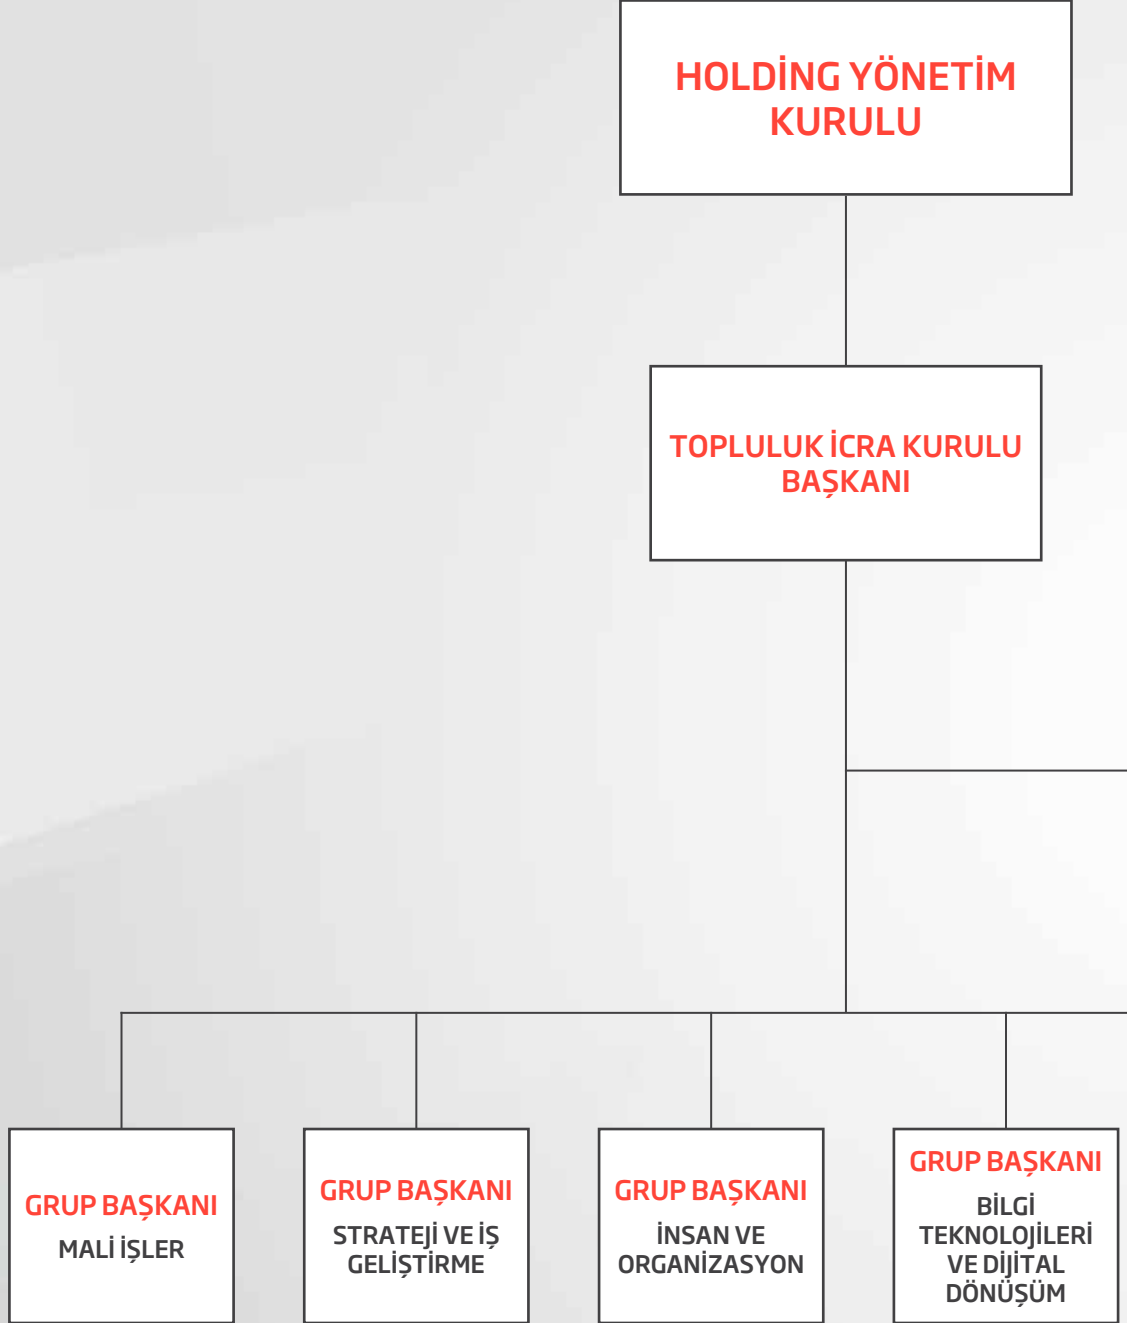 HOLDİNG YÖNETİM
KURULU
TOPLULUK İCRA KURULU
BAŞKANI
GRUP BAŞKANI
MALİ İŞLER
GRUP BAŞKANI
STRATEJİ VE İŞ
GELİŞTİRME
GRUP BAŞKANI
İNSAN VE
ORGANİZASYON
GRUP BAŞKANI
BİLGİ
TEKNOLOJİLERİ
VE DİJİTAL
DÖNÜŞÜM